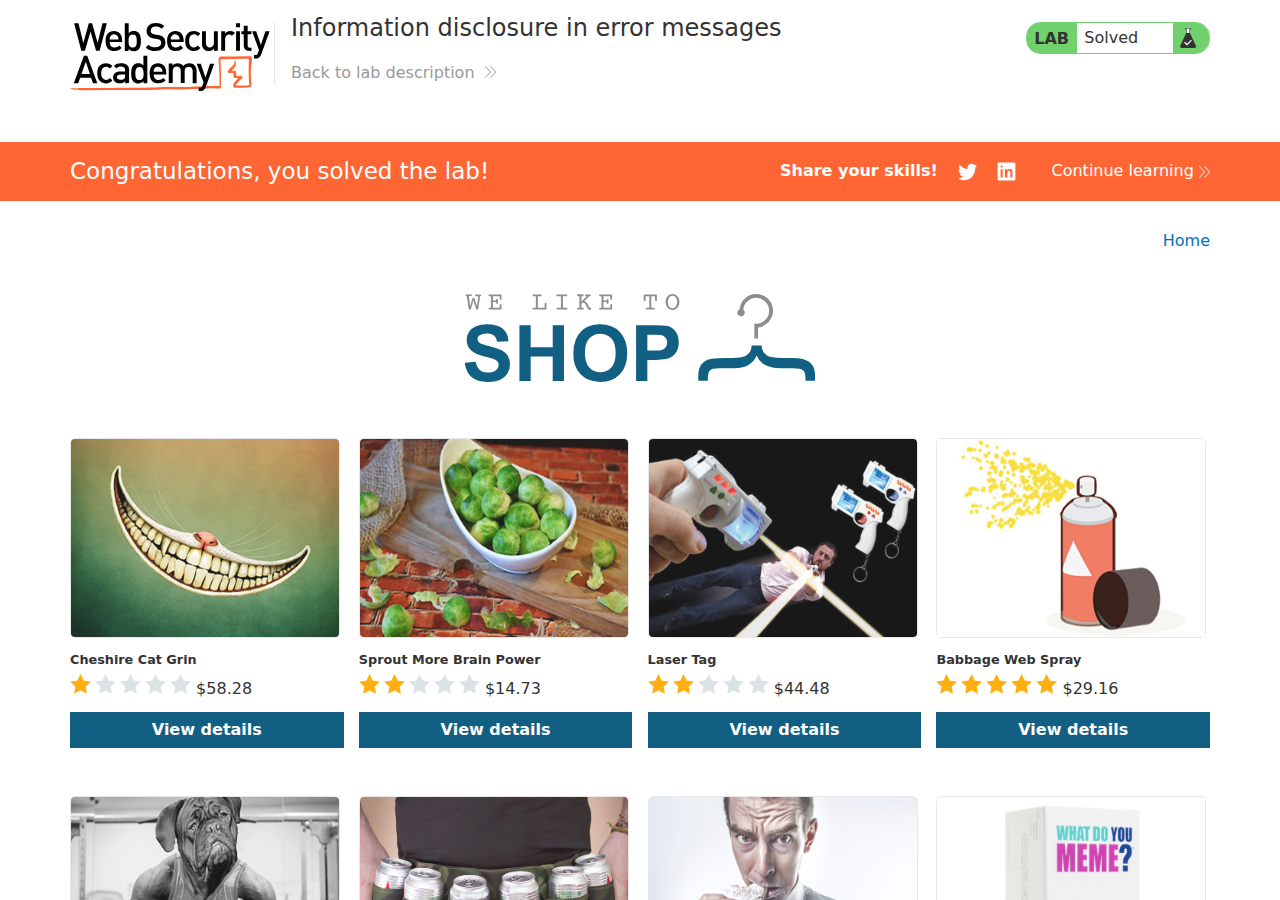 Web Security
Academy
Information disclosure in error messages
Back to lab description
LAB Solved
Congratulations, you solved the lab!
Share your skills!
Continue learning
Home
WE LIKE TO
SHOP
Cheshire Cat Grin
$58.28
View details
Sprout More Brain Power
$14.73
View details
Laser Tag
$44.48
View details
Babbage Web Spray
$29.16
View details
WHAT DO YOU
MEME?